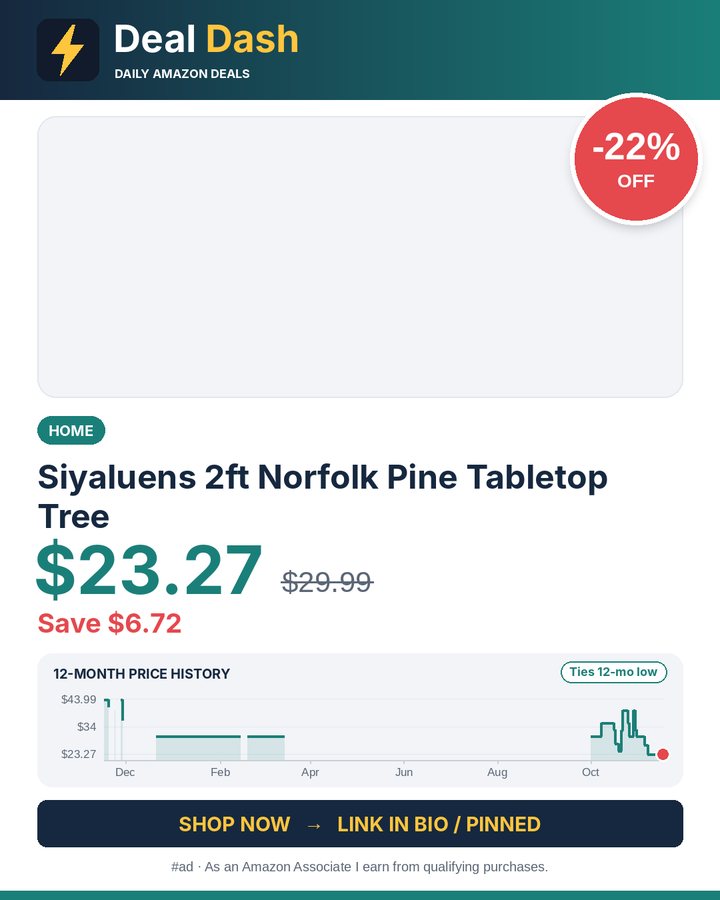 Deal Dash
DAILY AMAZON DEALS
-22%
OFF
HOME
Siyaluens 2ft Norfolk Pine Tabletop
Tree
$23.27 $29.99
Save $6.72
12-MONTH PRICE HISTORY
Ties 12-mo low
$43.99
$34
$23.27
Dec Feb Apr Jun Aug Oct
SHOP NOW → LINK IN BIO / PINNED
#ad · As an Amazon Associate I earn from qualifying purchases.